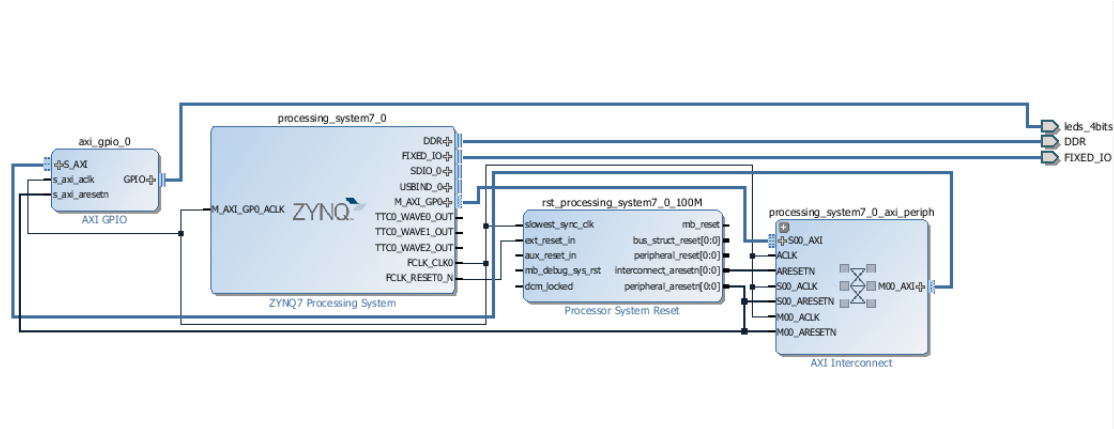 axi_gpio_0
S_AXI
s_axi_aclk
s_axi_aresetn
GPIO
AXI GPIO
processing_system7_0
M_AXI_GP0_ACLK
ZYNQ
DDR
FIXED_IO
SDIO_0
USBIND_0
M_AXI_GP0
TTC0_WAVE0_OUT
TTC0_WAVE1_OUT
TTC0_WAVE2_OUT
FCLK_CLK0
FCLK_RESET0_N
ZYNQ7 Processing System
rst_processing_system7_0_100M
slowest_sync_clk
ext_reset_in
aux_reset_in
mb_debug_sys_rst
dcm_locked
mb_reset
bus_struct_reset[0:0]
peripheral_reset[0:0]
interconnect_aresetn[0:0]
peripheral_aresetn[0:0]
Processor System Reset
processing_system7_0_axi_periph
S00_AXI
ACLK
ARESETN
S00_ACLK
S00_ARESETN
M00_ACLK
M00_ARESETN
M00_AXI
AXI Interconnect
leds_4bits
DDR
FIXED_IO